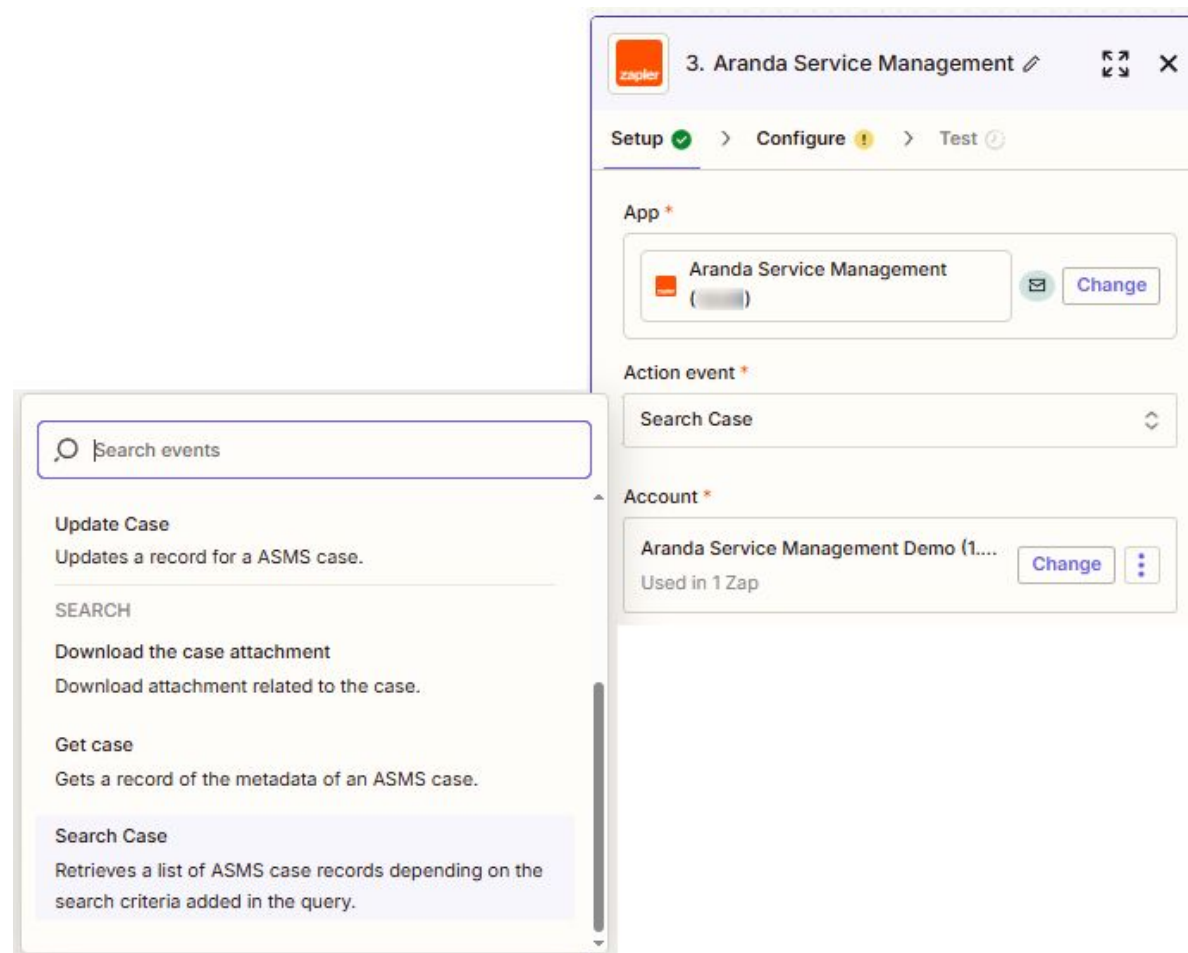 zapier
3. Aranda Service Management
Setup
Configure
Test
App *
Aranda Service Management
( )
Change
Action event *
Search Case
Account *
Aranda Service Management Demo (1....
Used in 1 Zap
Change
Search events
Update Case
Updates a record for a ASMS case.
SEARCH
Download the case attachment
Download attachment related to the case.
Get case
Gets a record of the metadata of an ASMS case.
Search Case
Retrieves a list of ASMS case records depending on the
search criteria added in the query.